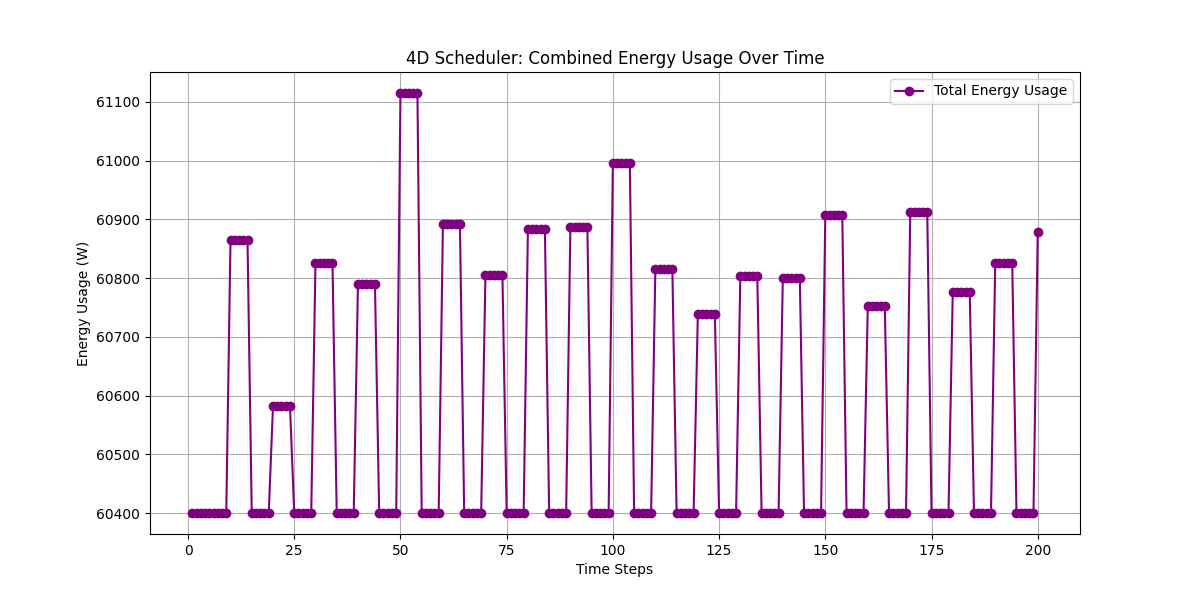 4D Scheduler: Combined Energy Usage Over Time
Total Energy Usage
Energy Usage (W)
61100
61000
60900
60800
60700
60600
60500
60400
0 25 50 75 100 125 150 175 200
Time Steps